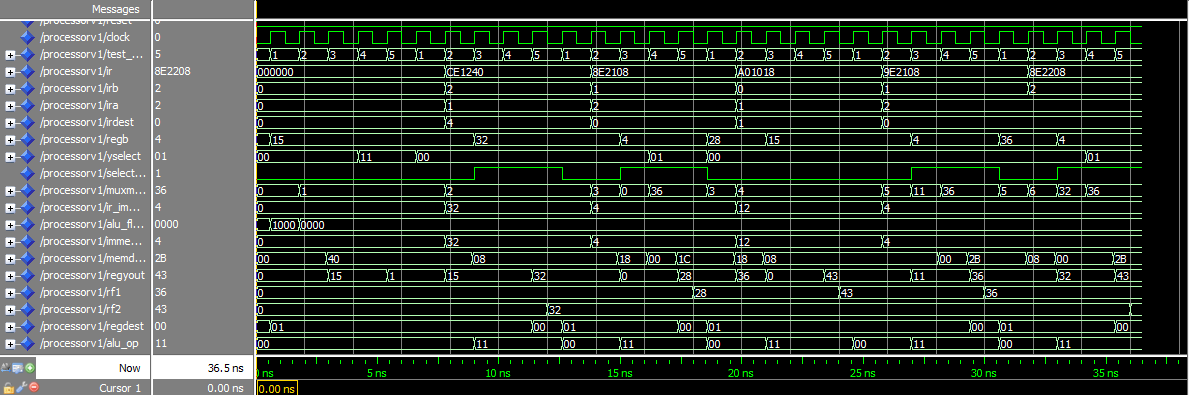 Messages
/processorv1/reset 0
/processorv1/clock 0
/processorv1/test_... 5 1 2 3 4 5 1 2 3 4 5 1 2 3 4 5 1 2 3 4 5 1 2 3 4 5 1 2 3 4 5
/processorv1/ir 8E2208 000000 CE1240 8E2108 A01018 9E2108 8E2208
/processorv1/irb 2 0 2 1 0 1 2
/processorv1/ira 2 0 1 2 1 2
/processorv1/irdest 0 0 4 0 1 0
/processorv1/regb 4 0 15 32 4 28 15 4 36 4
/processorv1/yselect 01 00 11 00 01 00 01
/processorv1/select... 1
/processorv1/muxm... 36 0 1 2 3 0 36 3 4 5 11 36 5 6 32 36
/processorv1/ir_im... 4 0 32 4 12 4
/processorv1/alu_fl... 0000 1000 0000
/processorv1/imme... 4 0 32 4 12 4
/processorv1/memd... 2B 00 40 08 18 00 1C 18 08 00 2B 08 00 2B
/processorv1/regyout 43 0 15 1 15 32 0 28 36 0 43 11 36 32 43
/processorv1/rf1 36 0 28 43 36
/processorv1/rf2 43 0 32
/processorv1/regdest 00 0 01 00 01 00 01 00 01 00
/processorv1/alu_op 11 00 11 00 11 00 11 00 11 00 11
Now 36.5 ns ns 5 ns 10 ns 15 ns 20 ns 25 ns 30 ns 35 ns
Cursor 1 0.00 ns 0.00 ns